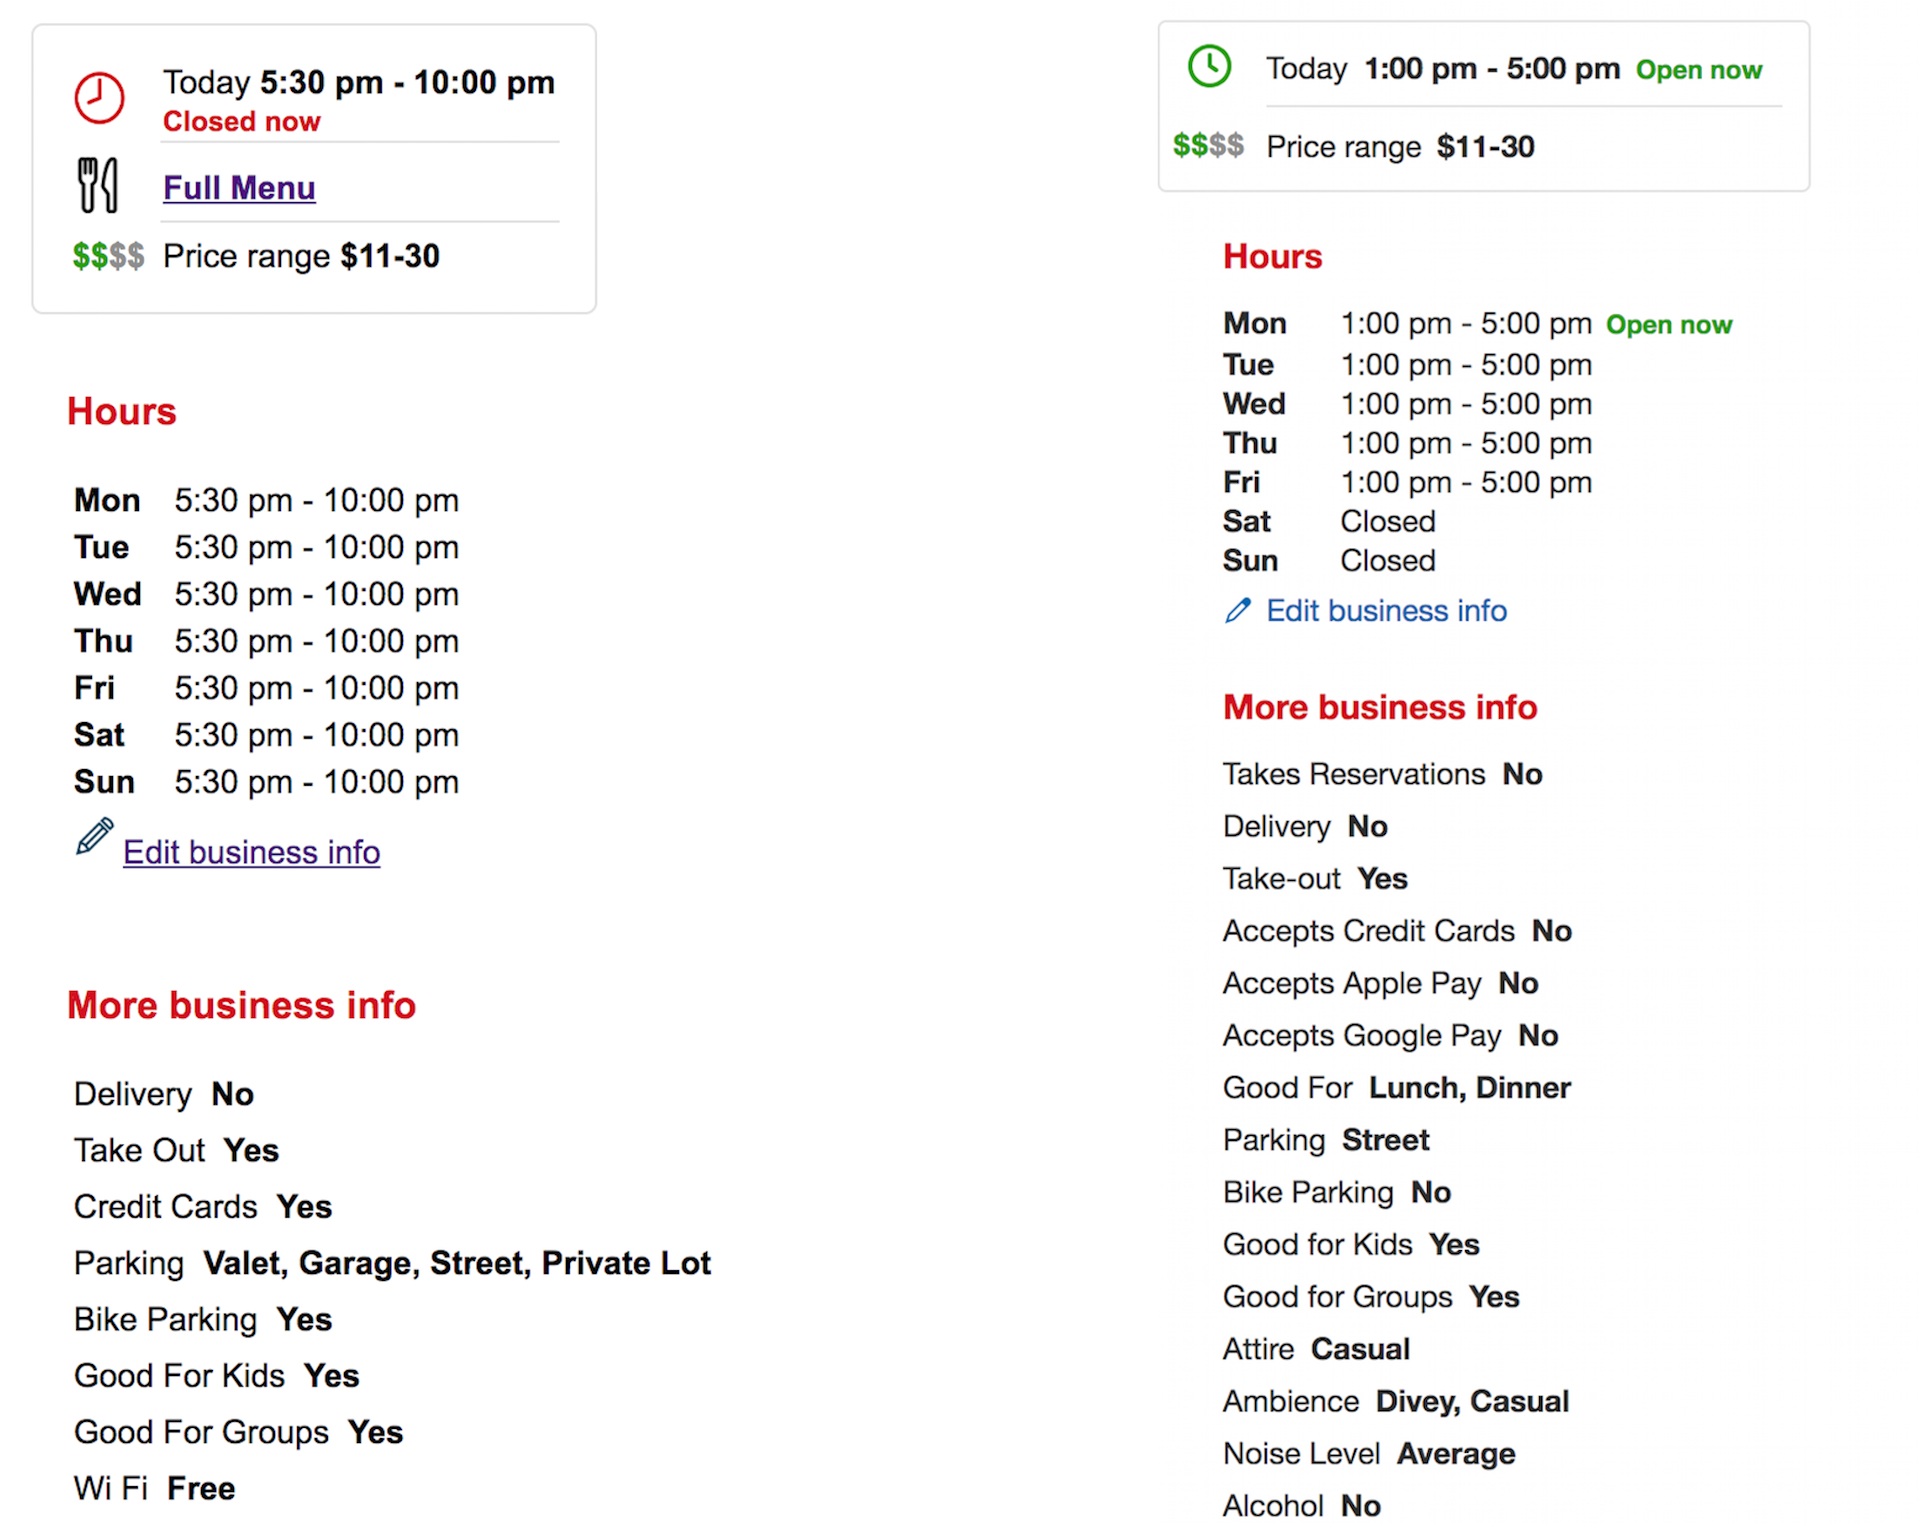 Today 5:30 pm - 10:00 pm
Closed now
Full Menu
$$$$ Price range $11-30
Hours
Mon 5:30 pm - 10:00 pm
Tue 5:30 pm - 10:00 pm
Wed 5:30 pm - 10:00 pm
Thu 5:30 pm - 10:00 pm
Fri 5:30 pm - 10:00 pm
Sat 5:30 pm - 10:00 pm
Sun 5:30 pm - 10:00 pm
Edit business info
More business info
Delivery No
Take Out Yes
Credit Cards Yes
Parking Valet, Garage, Street, Private Lot
Bike Parking Yes
Good For Kids Yes
Good For Groups Yes
Wi Fi Free
Today 1:00 pm - 5:00 pm Open now
$$$$ Price range $11-30
Hours
Mon 1:00 pm - 5:00 pm Open now
Tue 1:00 pm - 5:00 pm
Wed 1:00 pm - 5:00 pm
Thu 1:00 pm - 5:00 pm
Fri 1:00 pm - 5:00 pm
Sat Closed
Sun Closed
Edit business info
More business info
Takes Reservations No
Delivery No
Take-out Yes
Accepts Credit Cards No
Accepts Apple Pay No
Accepts Google Pay No
Good For Lunch, Dinner
Parking Street
Bike Parking No
Good for Kids Yes
Good for Groups Yes
Attire Casual
Ambience Divey, Casual
Noise Level Average
Alcohol No